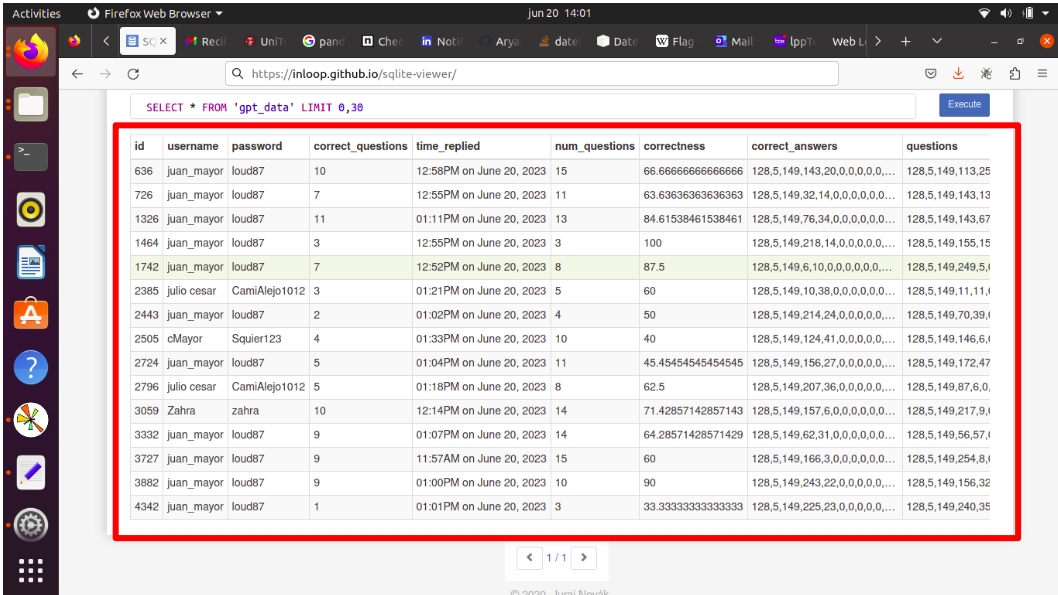 Activities Firefox Web Browser jun 20 14:01
SQ Recil UniT pand Chec Noti Arya date Date Flag Mail lppT Web L
https://inloop.github.io/sqlite-viewer/
SELECT * FROM 'gpt_data' LIMIT 0,30 Execute
id username password correct_questions time_replied num_questions correctness correct_answers questions
636 juan_mayor loud87 10 12:58PM on June 20, 2023 15 66.66666666666666 128,5,149,143,20,0,0,0,0,0,… 128,5,149,113,25
726 juan_mayor loud87 7 12:55PM on June 20, 2023 11 63.63636363636363 128,5,149,32,14,0,0,0,0,0,0… 128,5,149,143,13
1326 juan_mayor loud87 11 01:11PM on June 20, 2023 13 84.61538461538461 128,5,149,76,34,0,0,0,0,0,0… 128,5,149,143,67
1464 juan_mayor loud87 3 12:55PM on June 20, 2023 3 100 128,5,149,218,14,0,0,0,0,0,… 128,5,149,155,15
1742 juan_mayor loud87 7 12:52PM on June 20, 2023 8 87.5 128,5,149,6,10,0,0,0,0,0,0,… 128,5,149,249,5,0
2385 julio cesar CamiAlejo1012 3 01:21PM on June 20, 2023 5 60 128,5,149,10,38,0,0,0,0,0,0… 128,5,149,11,11,0
2443 juan_mayor loud87 2 01:02PM on June 20, 2023 4 50 128,5,149,214,24,0,0,0,0,0,… 128,5,149,70,39,0
2505 cMayor Squier123 4 01:33PM on June 20, 2023 10 40 128,5,149,124,41,0,0,0,0,0,… 128,5,149,146,6,0
2724 juan_mayor loud87 5 01:04PM on June 20, 2023 11 45.45454545454545 128,5,149,156,27,0,0,0,0,0,… 128,5,149,172,47
2796 julio cesar CamiAlejo1012 5 01:18PM on June 20, 2023 8 62.5 128,5,149,207,36,0,0,0,0,0,… 128,5,149,87,6,0,
3059 Zahra zahra 10 12:14PM on June 20, 2023 14 71.42857142857143 128,5,149,157,6,0,0,0,0,0,0… 128,5,149,217,9,0
3332 juan_mayor loud87 9 01:07PM on June 20, 2023 14 64.28571428571429 128,5,149,62,31,0,0,0,0,0,0… 128,5,149,56,57,0
3727 juan_mayor loud87 9 11:57AM on June 20, 2023 15 60 128,5,149,166,3,0,0,0,0,0,0… 128,5,149,254,8,0
3882 juan_mayor loud87 9 01:00PM on June 20, 2023 10 90 128,5,149,243,22,0,0,0,0,0,… 128,5,149,156,32
4342 juan_mayor loud87 1 01:01PM on June 20, 2023 3 33.33333333333333 128,5,149,225,23,0,0,0,0,0,… 128,5,149,240,35
1 / 1
© 2020 Juraj Novák